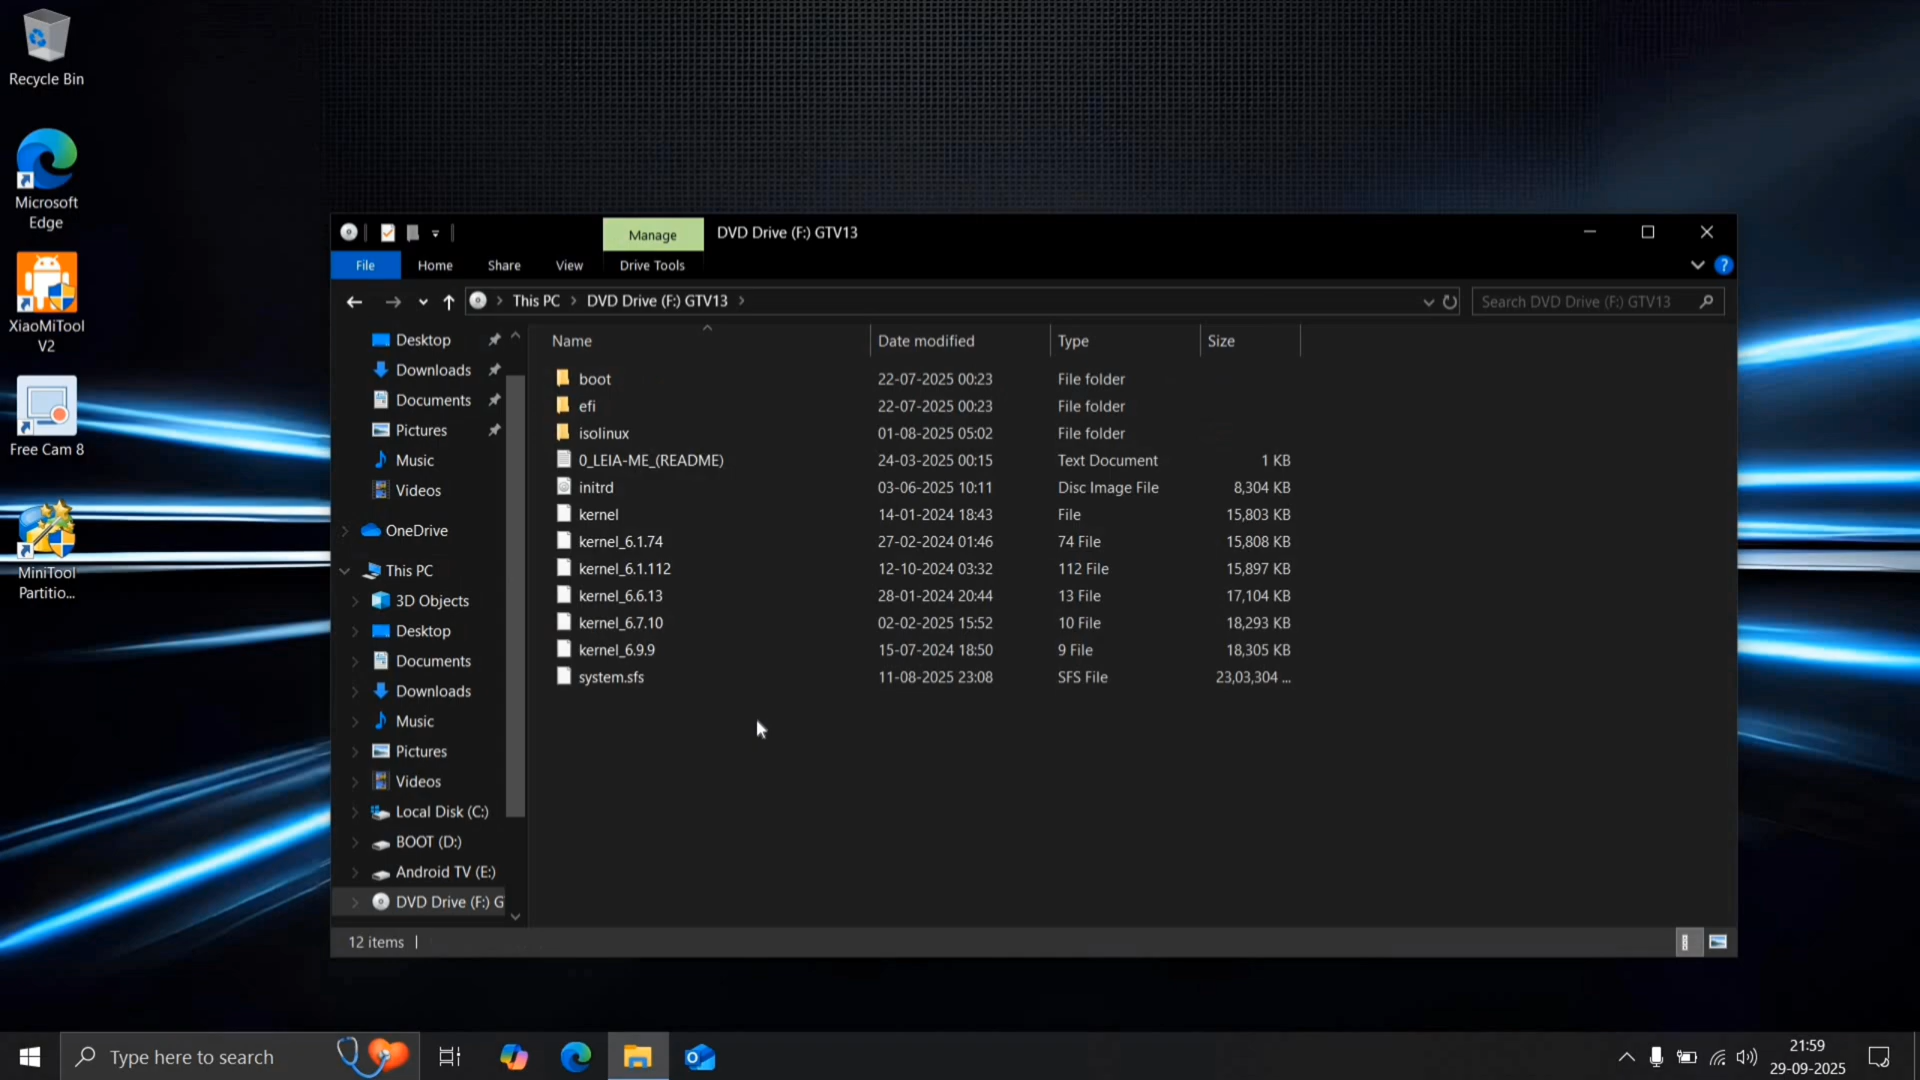 Recycle Bin
Microsoft
Edge
XiaoMiTool
V2
Free Cam 8
MiniTool
Partitio...
Manage
DVD Drive (F:) GTV13
File
Home
Share
View
Drive Tools
?
This PC
DVD Drive (F:) GTV13
Search DVD Drive (F:) GTV13
Desktop
Downloads
Documents
Pictures
Music
Videos
OneDrive
This PC
3D Objects
Desktop
Documents
Downloads
Music
Pictures
Videos
Local Disk (C:)
BOOT (D:)
Android TV (E:)
DVD Drive (F:) G
Name Date modified Type Size
boot 22-07-2025 00:23 File folder
efi 22-07-2025 00:23 File folder
isolinux 01-08-2025 05:02 File folder
0_LEIA-ME_(README) 24-03-2025 00:15 Text Document 1 KB
initrd 03-06-2025 10:11 Disc Image File 8,304 KB
kernel 14-01-2024 18:43 File 15,803 KB
kernel_6.1.74 27-02-2024 01:46 74 File 15,808 KB
kernel_6.1.112 12-10-2024 03:32 112 File 15,897 KB
kernel_6.6.13 28-01-2024 20:44 13 File 17,104 KB
kernel_6.7.10 02-02-2025 15:52 10 File 18,293 KB
kernel_6.9.9 15-07-2024 18:50 9 File 18,305 KB
system.sfs 11-08-2025 23:08 SFS File 23,03,304 ...
12 items
Type here to search
21:59
29-09-2025